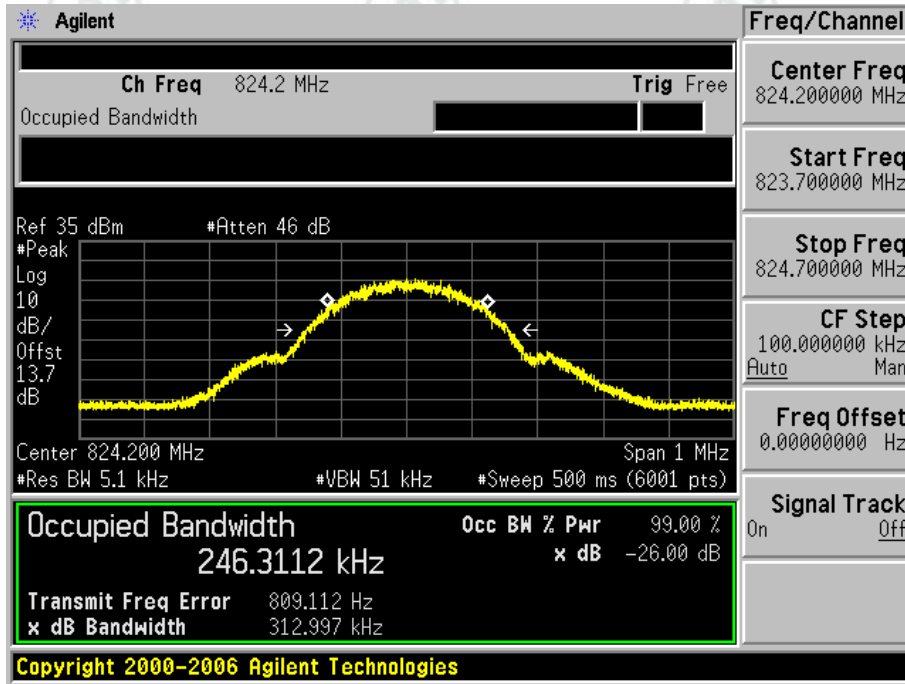 Agilent
Freq/Channel
Ch Freq 824.2 MHz Trig Free
Occupied Bandwidth
Center Freq
824.200000 MHz
Start Freq
823.700000 MHz
Stop Freq
824.700000 MHz
CF Step
100.000000 kHz
Auto Man
Freq Offset
0.00000000 Hz
Signal Track
On Off
Ref 35 dBm #Atten 46 dB
#Peak
Log
10
dB/
Offst
13.7
dB
Center 824.200 MHz Span 1 MHz
#Res BW 5.1 kHz #VBW 51 kHz #Sweep 500 ms (6001 pts)
Occupied Bandwidth Occ BW % Pwr 99.00 %
246.3112 kHz x dB -26.00 dB
Transmit Freq Error 809.112 Hz
x dB Bandwidth 312.997 kHz
Copyright 2000-2006 Agilent Technologies